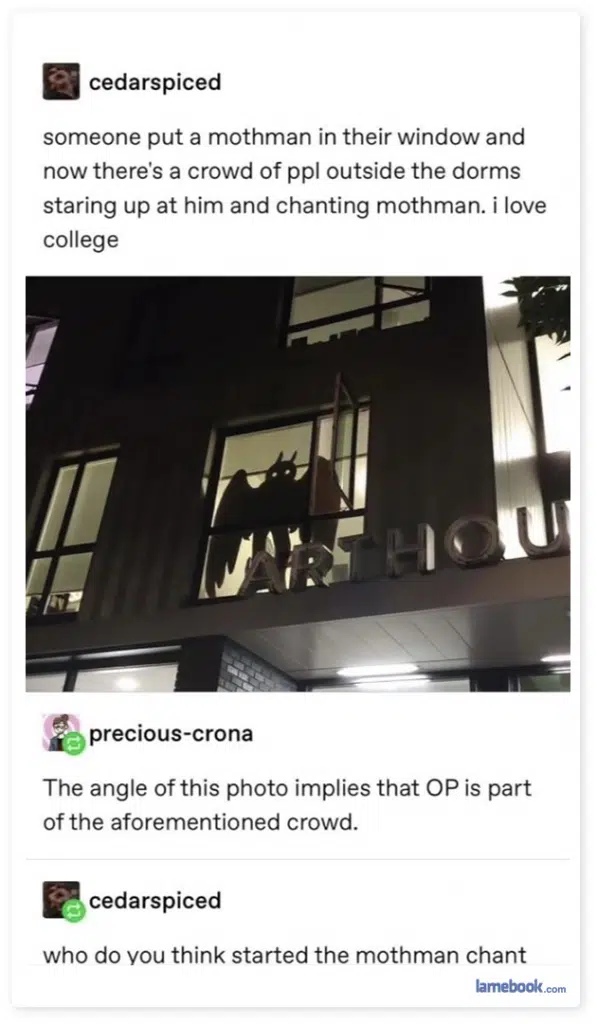 cedarspiced
someone put a mothman in their window and
now there's a crowd of ppl outside the dorms
staring up at him and chanting mothman. i love
college
ARTHOU
precious-crona
The angle of this photo implies that OP is part
of the aforementioned crowd.
cedarspiced
who do you think started the mothman chant
lamebook.com